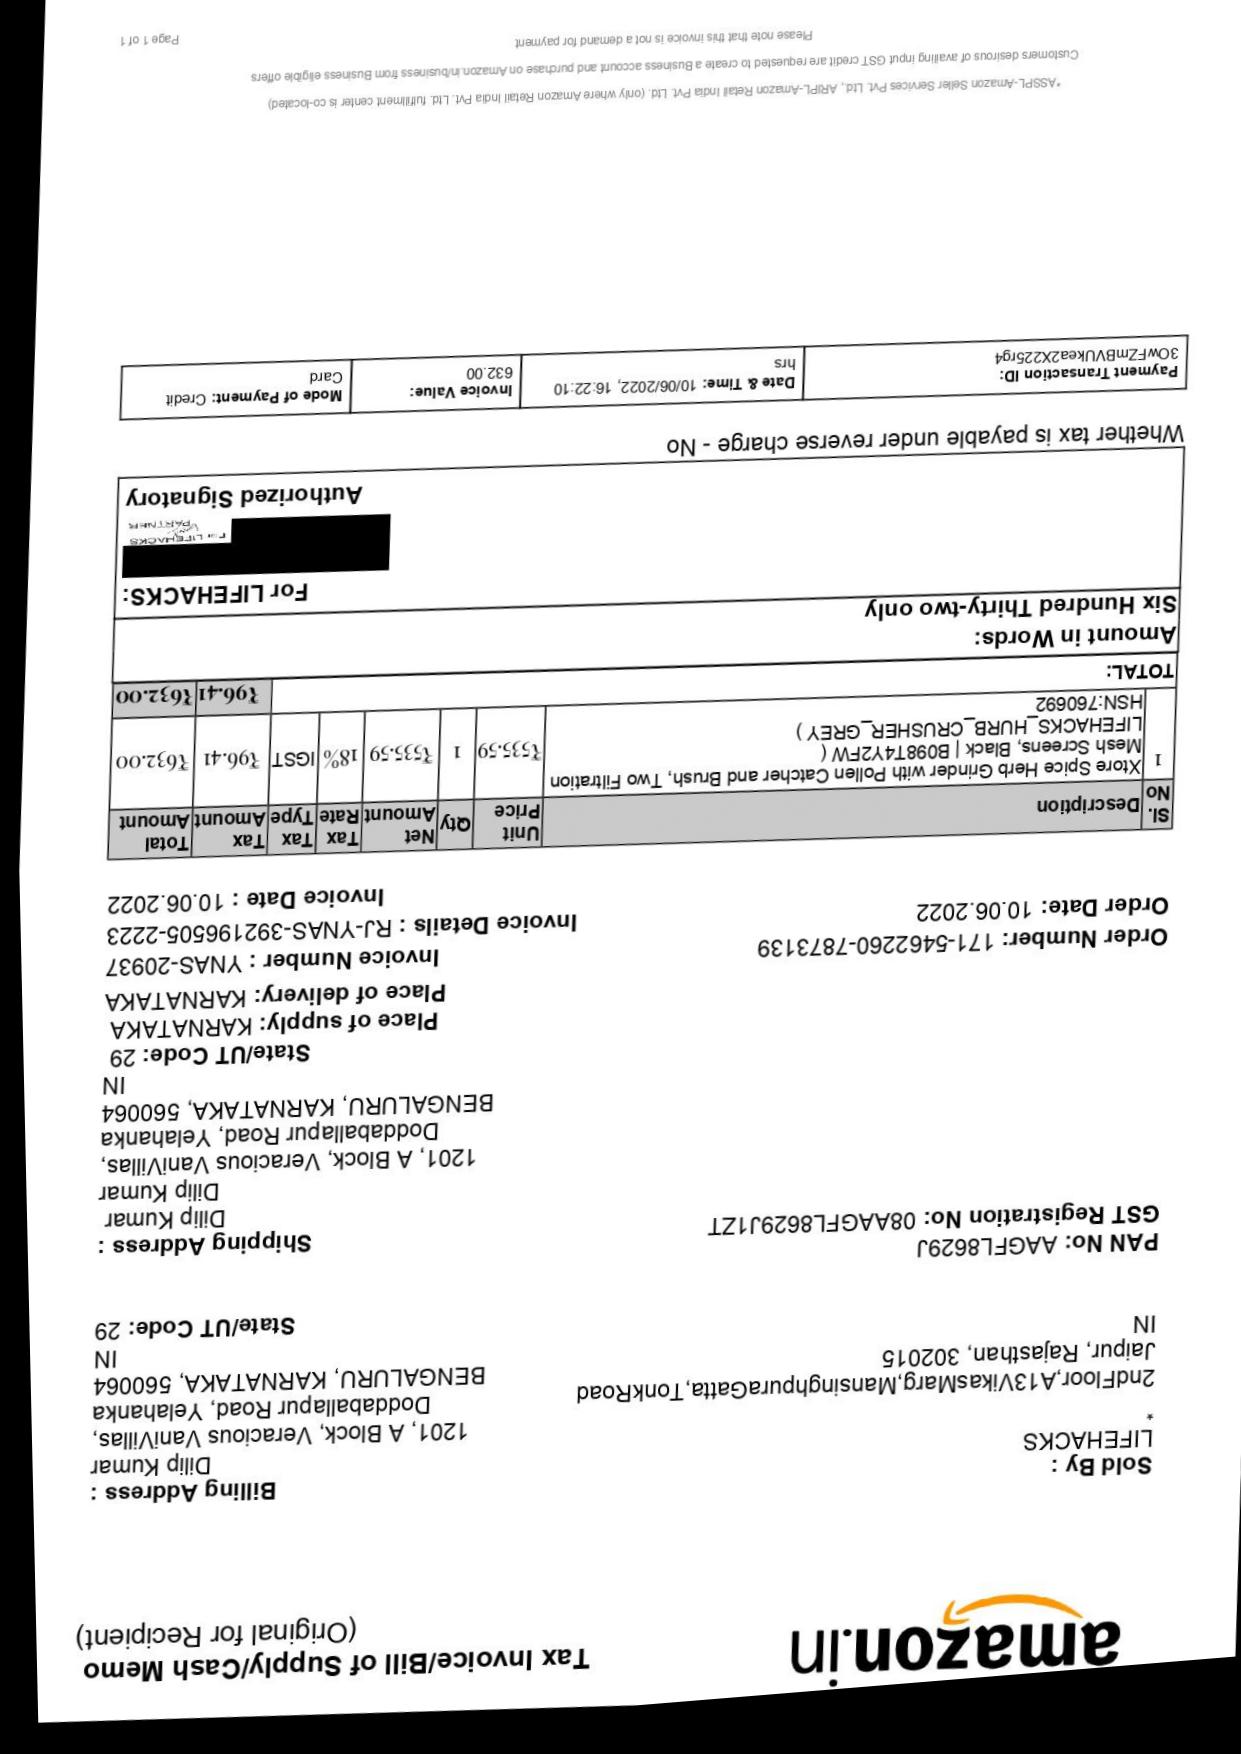 amazon.in
Tax Invoice/Bill of Supply/Cash Memo
(Original for Recipient)
Sold By :
LIFEHACKS
*
2ndFloor,A13VikasMarg,MansinghpuraGatta,TonkRoad
Jaipur, Rajasthan, 302015
IN
Billing Address :
Dilip Kumar
1201, A Block, Veracious VaniVillas,
Doddaballapur Road, Yelahanka
BENGALURU, KARNATAKA, 560064
IN
State/UT Code: 29
PAN No: AAGFL8629J
GST Registration No: 08AAGFL8629J1ZT
Shipping Address :
Dilip Kumar
Dilip Kumar
1201, A Block, Veracious VaniVillas,
Doddaballapur Road, Yelahanka
BENGALURU, KARNATAKA, 560064
IN
State/UT Code: 29
Place of supply: KARNATAKA
Place of delivery: KARNATAKA
Order Number: 171-5462260-7873139
Order Date: 10.06.2022
Invoice Number : YNAS-20937
Invoice Details : RJ-YNAS-392196505-2223
Invoice Date : 10.06.2022
Sl. No Description Unit Price Qty Net Amount Tax Rate Tax Type Tax Amount Total Amount
1 Xtore Spice Herb Grinder with Pollen Catcher and Brush, Two Filtration
Mesh Screens, Black | B098T4Y2FW (
LIFEHACKS_HURB_CRUSHER_GREY )
HSN:760692
₹535.59 1 ₹535.59 18% IGST ₹96.41 ₹632.00
TOTAL: ₹96.41 ₹632.00
Amount in Words:
Six Hundred Thirty-two only
For LIFEHACKS:
For LIFEHACKS
PARTNER
Authorized Signatory
Whether tax is payable under reverse charge - No
Payment Transaction ID:
3OwFZmBVUkea2X225rg4
Date & Time: 10/06/2022, 16:22:10
hrs
Invoice Value:
632.00
Mode of Payment: Credit
Card
*ASSPL-Amazon Seller Services Pvt. Ltd., ARIPL-Amazon Retail India Pvt. Ltd. (only where Amazon Retail India Pvt. Ltd. fulfillment center is co-located)
Customers desirous of availing input GST credit are requested to create a Business account and purchase on Amazon.in/business from Business eligible offers
Please note that this invoice is not a demand for payment
Page 1 of 1